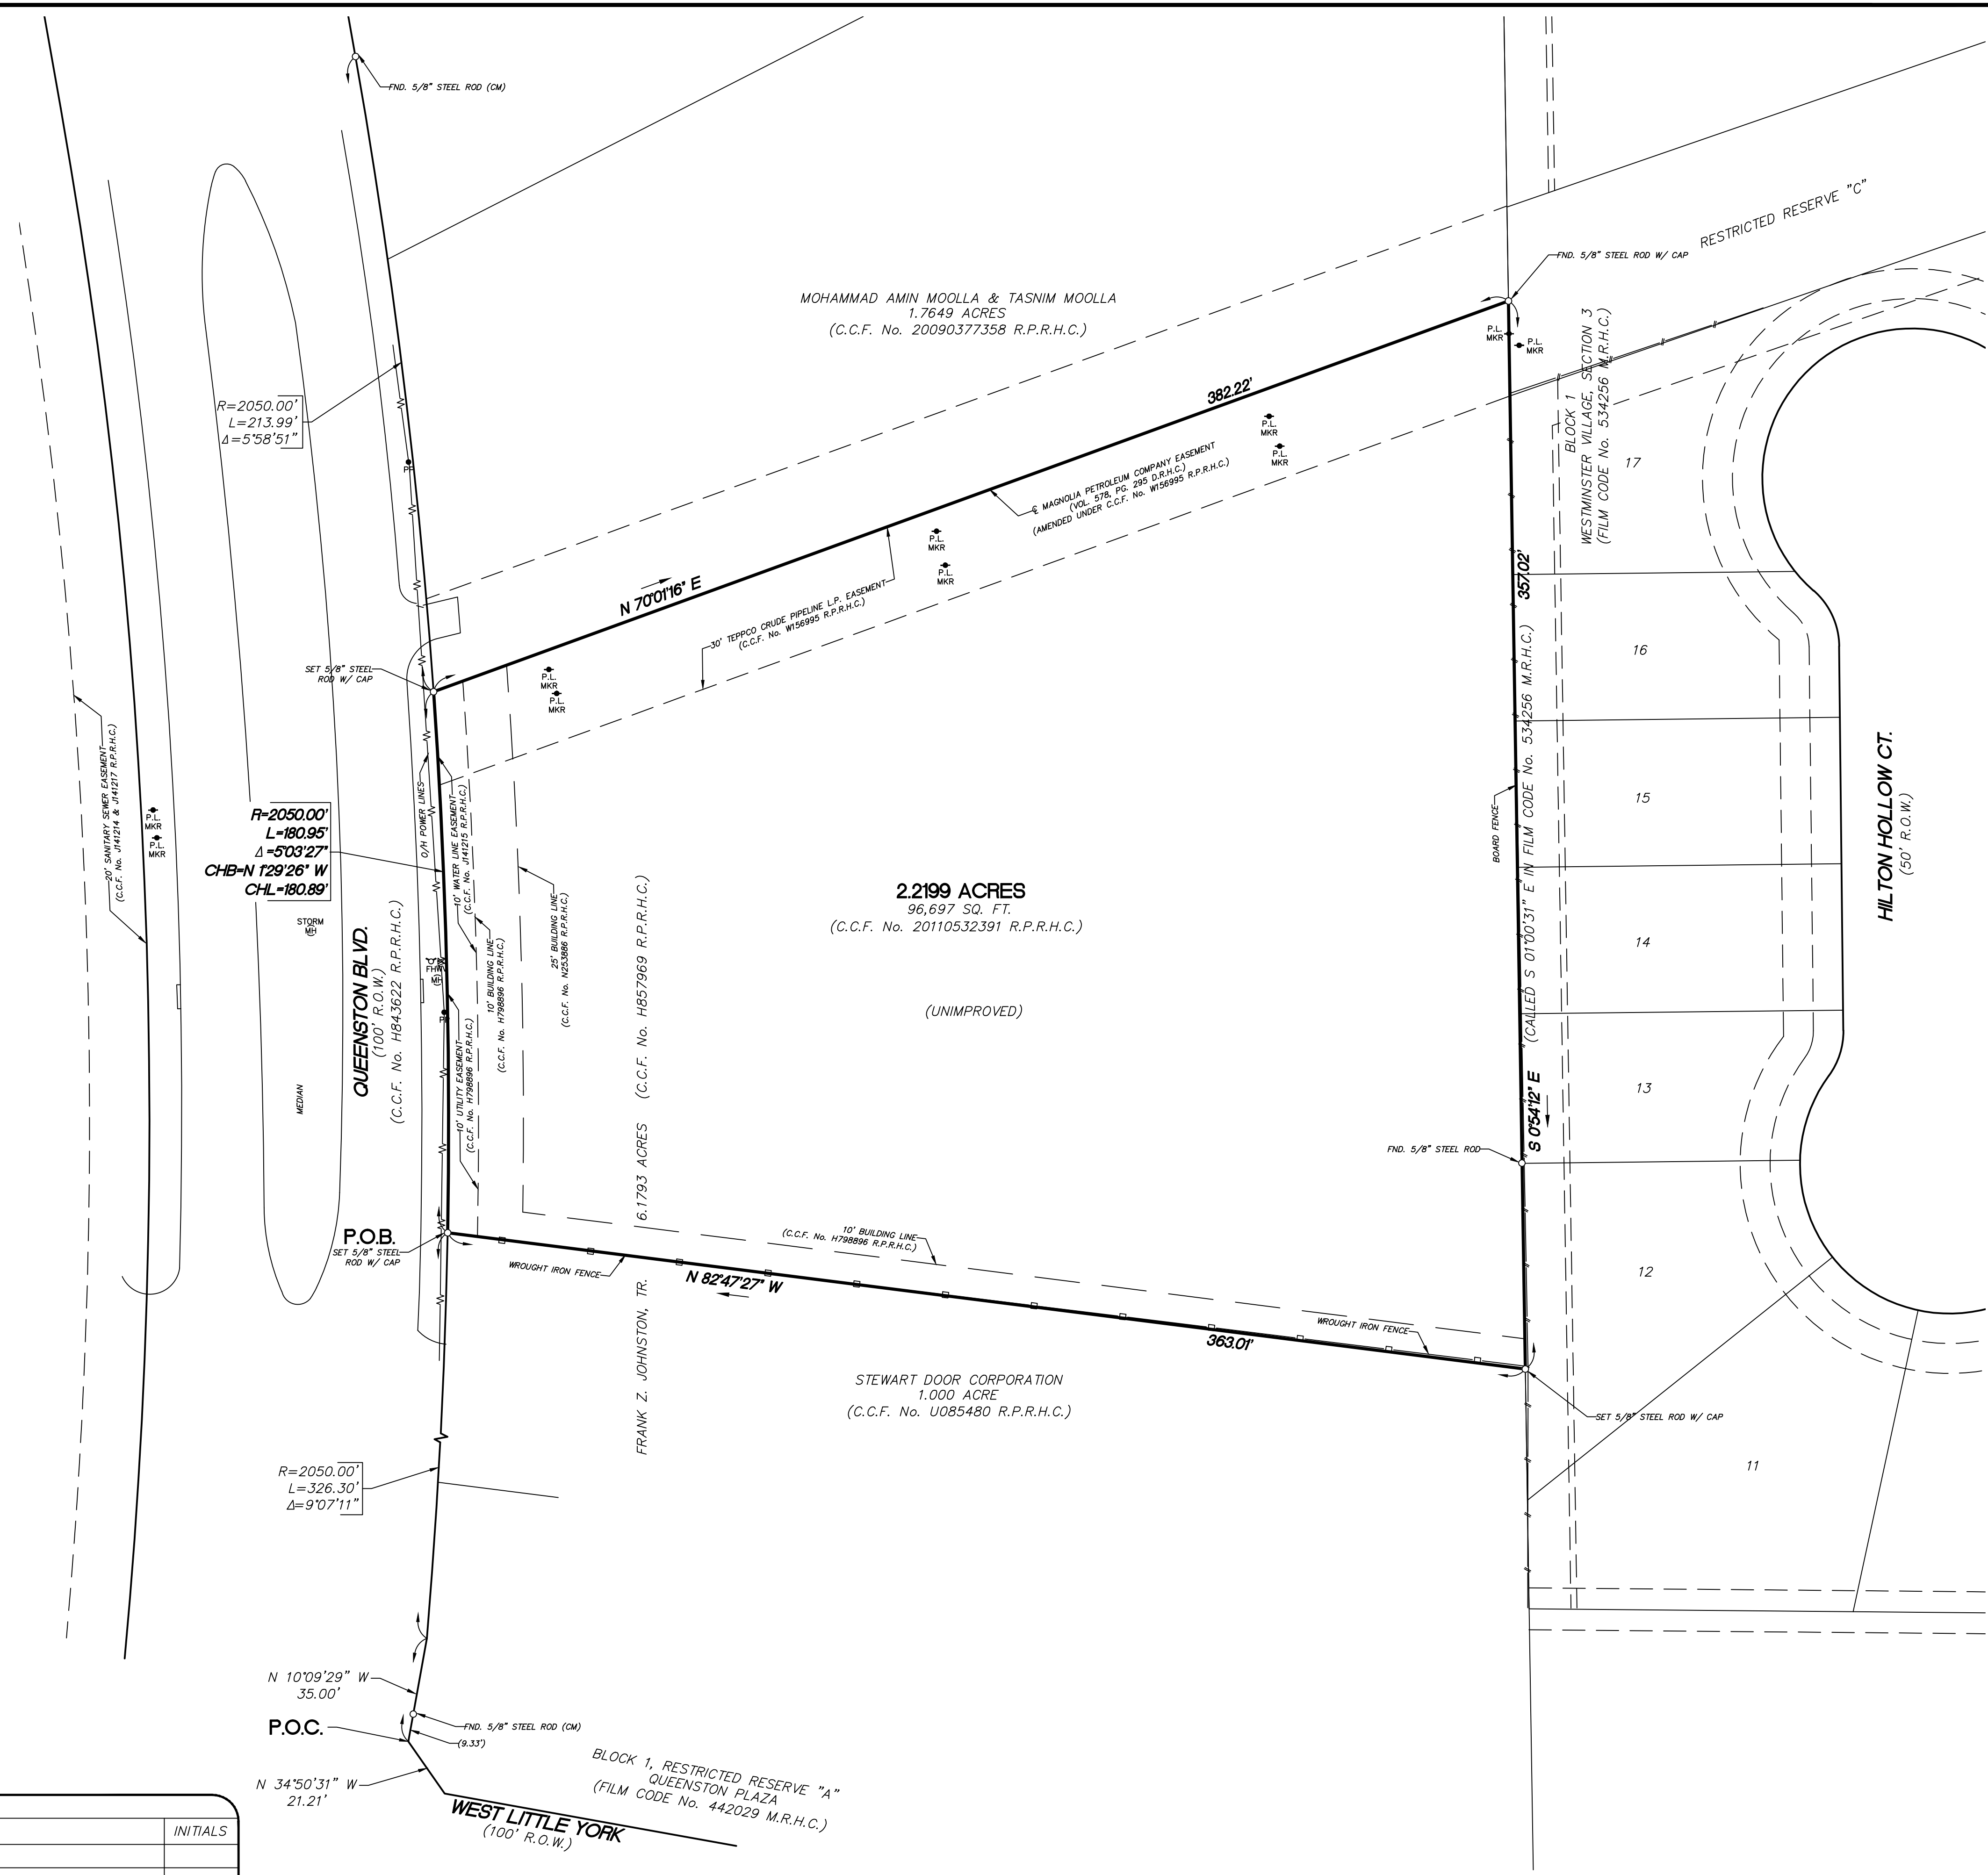 FND. 5/8" STEEL ROD (CM)
RESTRICTED RESERVE "C"
FND. 5/8" STEEL ROD W/ CAP
MOHAMMAD AMIN MOOLLA & TASNIM MOOLLA
1.7649 ACRES
(C.C.F. No. 20090377358 R.P.R.H.C.)
P.L.
MKR
P.L.
MKR
BLOCK 1
WESTMINSTER VILLAGE, SECTION 3
(FILM CODE No. 534256 M.R.H.C.)
R=2050.00'
L=213.99'
Δ=5°58'51"
382.22'
P.L.
MKR
P.L.
MKR
17
PP
℄ MAGNOLIA PETROLEUM COMPANY EASEMENT
(VOL. 578, PG. 295 D.R.H.C.)
(AMENDED UNDER C.C.F. No. W156995 R.P.R.H.C.)
P.L.
MKR
P.L.
MKR
357.02'
N 70°01'16" E
30' TEPPCO CRUDE PIPELINE L.P. EASEMENT
(C.C.F. No. W156995 R.P.R.H.C.)
16
SET 5/8" STEEL
ROD W/ CAP
P.L.
MKR
P.L.
MKR
20' SANITARY SEWER EASEMENT
(C.C.F. No. J141214 & J141217 R.P.R.H.C.)
P.L.
MKR
P.L.
MKR
R=2050.00'
L=180.95'
Δ =5°03'27"
CHB=N 1°29'26" W
CHL=180.89'
O/H POWER LINES
10' WATER LINE EASEMENT
(C.C.F. No. J141215 R.P.R.H.C.)
10' BUILDING LINE
(C.C.F. No. H798896 R.P.R.H.C.)
25' BUILDING LINE
(C.C.F. No. N253886 R.P.R.H.C.)
6.1793 ACRES (C.C.F. No. H857969 R.P.R.H.C.)
2.2199 ACRES
96,697 SQ. FT.
(C.C.F. No. 20110532391 R.P.R.H.C.)
(UNIMPROVED)
BOARD FENCE
(CALLED S 01°00'31" E IN FILM CODE No. 534256 M.R.H.C.)
15
HILTON HOLLOW CT.
(50' R.O.W.)
14
STORM
MH
QUEENSTON BLVD.
(100' R.O.W.)
(C.C.F. No. H843622 R.P.R.H.C.)
MH
PP
MEDIAN
10' UTILITY EASEMENT
(C.C.F. No. H798896 R.P.R.H.C.)
13
S 0°54'12" E
FND. 5/8" STEEL ROD
P.O.B.
SET 5/8" STEEL
ROD W/ CAP
10' BUILDING LINE
(C.C.F. No. H798896 R.P.R.H.C.)
WROUGHT IRON FENCE
N 82°47'27" W
12
FRANK Z. JOHNSTON, TR.
363.01'
WROUGHT IRON FENCE
STEWART DOOR CORPORATION
1.000 ACRE
(C.C.F. No. U085480 R.P.R.H.C.)
SET 5/8" STEEL ROD W/ CAP
11
R=2050.00'
L=326.30'
Δ=9°07'11"
N 10°09'29" W
35.00'
P.O.C.
FND. 5/8" STEEL ROD (CM)
(9.33')
N 34°50'31" W
21.21'
BLOCK 1, RESTRICTED RESERVE "A"
QUEENSTON PLAZA
(FILM CODE No. 442029 M.R.H.C.)
WEST LITTLE YORK
(100' R.O.W.)
INITIALS